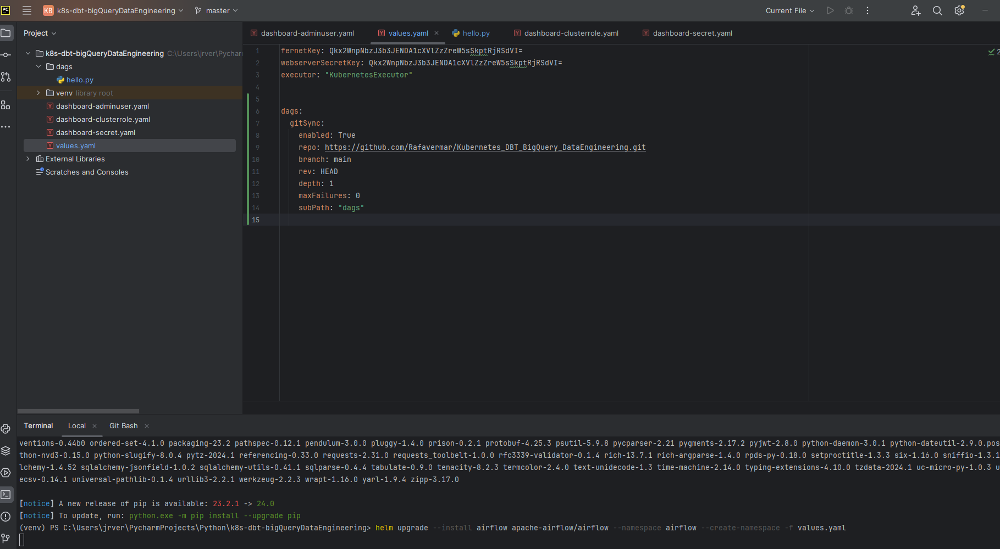 PC
KB k8s-dbt-bigQueryDataEngineering master Current File
Project
k8s-dbt-bigQueryDataEngineering C:\Users\jrver\Pycharm
dags
hello.py
venv library root
dashboard-adminuser.yaml
dashboard-clusterrole.yaml
dashboard-secret.yaml
values.yaml
External Libraries
Scratches and Consoles
dashboard-adminuser.yaml values.yaml hello.py dashboard-clusterrole.yaml dashboard-secret.yaml
2
1 fernetKey: Qkx2WnpNbzJ3b3JENDA1cXVlZzZreW5sSkptRjRSdVI=
2 webserverSecretKey: Qkx2WnpNbzJ3b3JENDA1cXVlZzZreW5sSkptRjRSdVI=
3 executor: "KubernetesExecutor"
4
5
6 dags:
7 gitSync:
8 enabled: True
9 repo: https://github.com/Rafavermar/Kubernetes_DBT_BigQuery_DataEngineering.git
10 branch: main
11 rev: HEAD
12 depth: 1
13 maxFailures: 0
14 subPath: "dags"
15
Terminal Local Git Bash
ventions-0.44b0 ordered-set-4.1.0 packaging-23.2 pathspec-0.12.1 pendulum-3.0.0 pluggy-1.4.0 prison-0.2.1 protobuf-4.25.3 psutil-5.9.8 pycparser-2.21 pygments-2.17.2 pyjwt-2.8.0 python-daemon-3.0.1 python-dateutil-2.9.0.pos
thon-nvd3-0.15.0 python-slugify-8.0.4 pytz-2024.1 referencing-0.33.0 requests-2.31.0 requests_toolbelt-1.0.0 rfc3339-validator-0.1.4 rich-13.7.1 rich-argparse-1.4.0 rpds-py-0.18.0 setproctitle-1.3.3 six-1.16.0 sniffio-1.3.1
lchemy-1.4.52 sqlalchemy-jsonfield-1.0.2 sqlalchemy-utils-0.41.1 sqlparse-0.4.4 tabulate-0.9.0 tenacity-8.2.3 termcolor-2.4.0 text-unidecode-1.3 time-machine-2.14.0 typing-extensions-4.10.0 tzdata-2024.1 uc-micro-py-1.0.3 u
ecsv-0.14.1 universal-pathlib-0.1.4 urllib3-2.2.1 werkzeug-2.2.3 wrapt-1.16.0 yarl-1.9.4 zipp-3.17.0
[notice] A new release of pip is available: 23.2.1 -> 24.0
[notice] To update, run: python.exe -m pip install --upgrade pip
(venv) PS C:\Users\jrver\PycharmProjects\Python\k8s-dbt-bigQueryDataEngineering> helm upgrade --install airflow apache-airflow/airflow --namespace airflow --create-namespace -f values.yaml